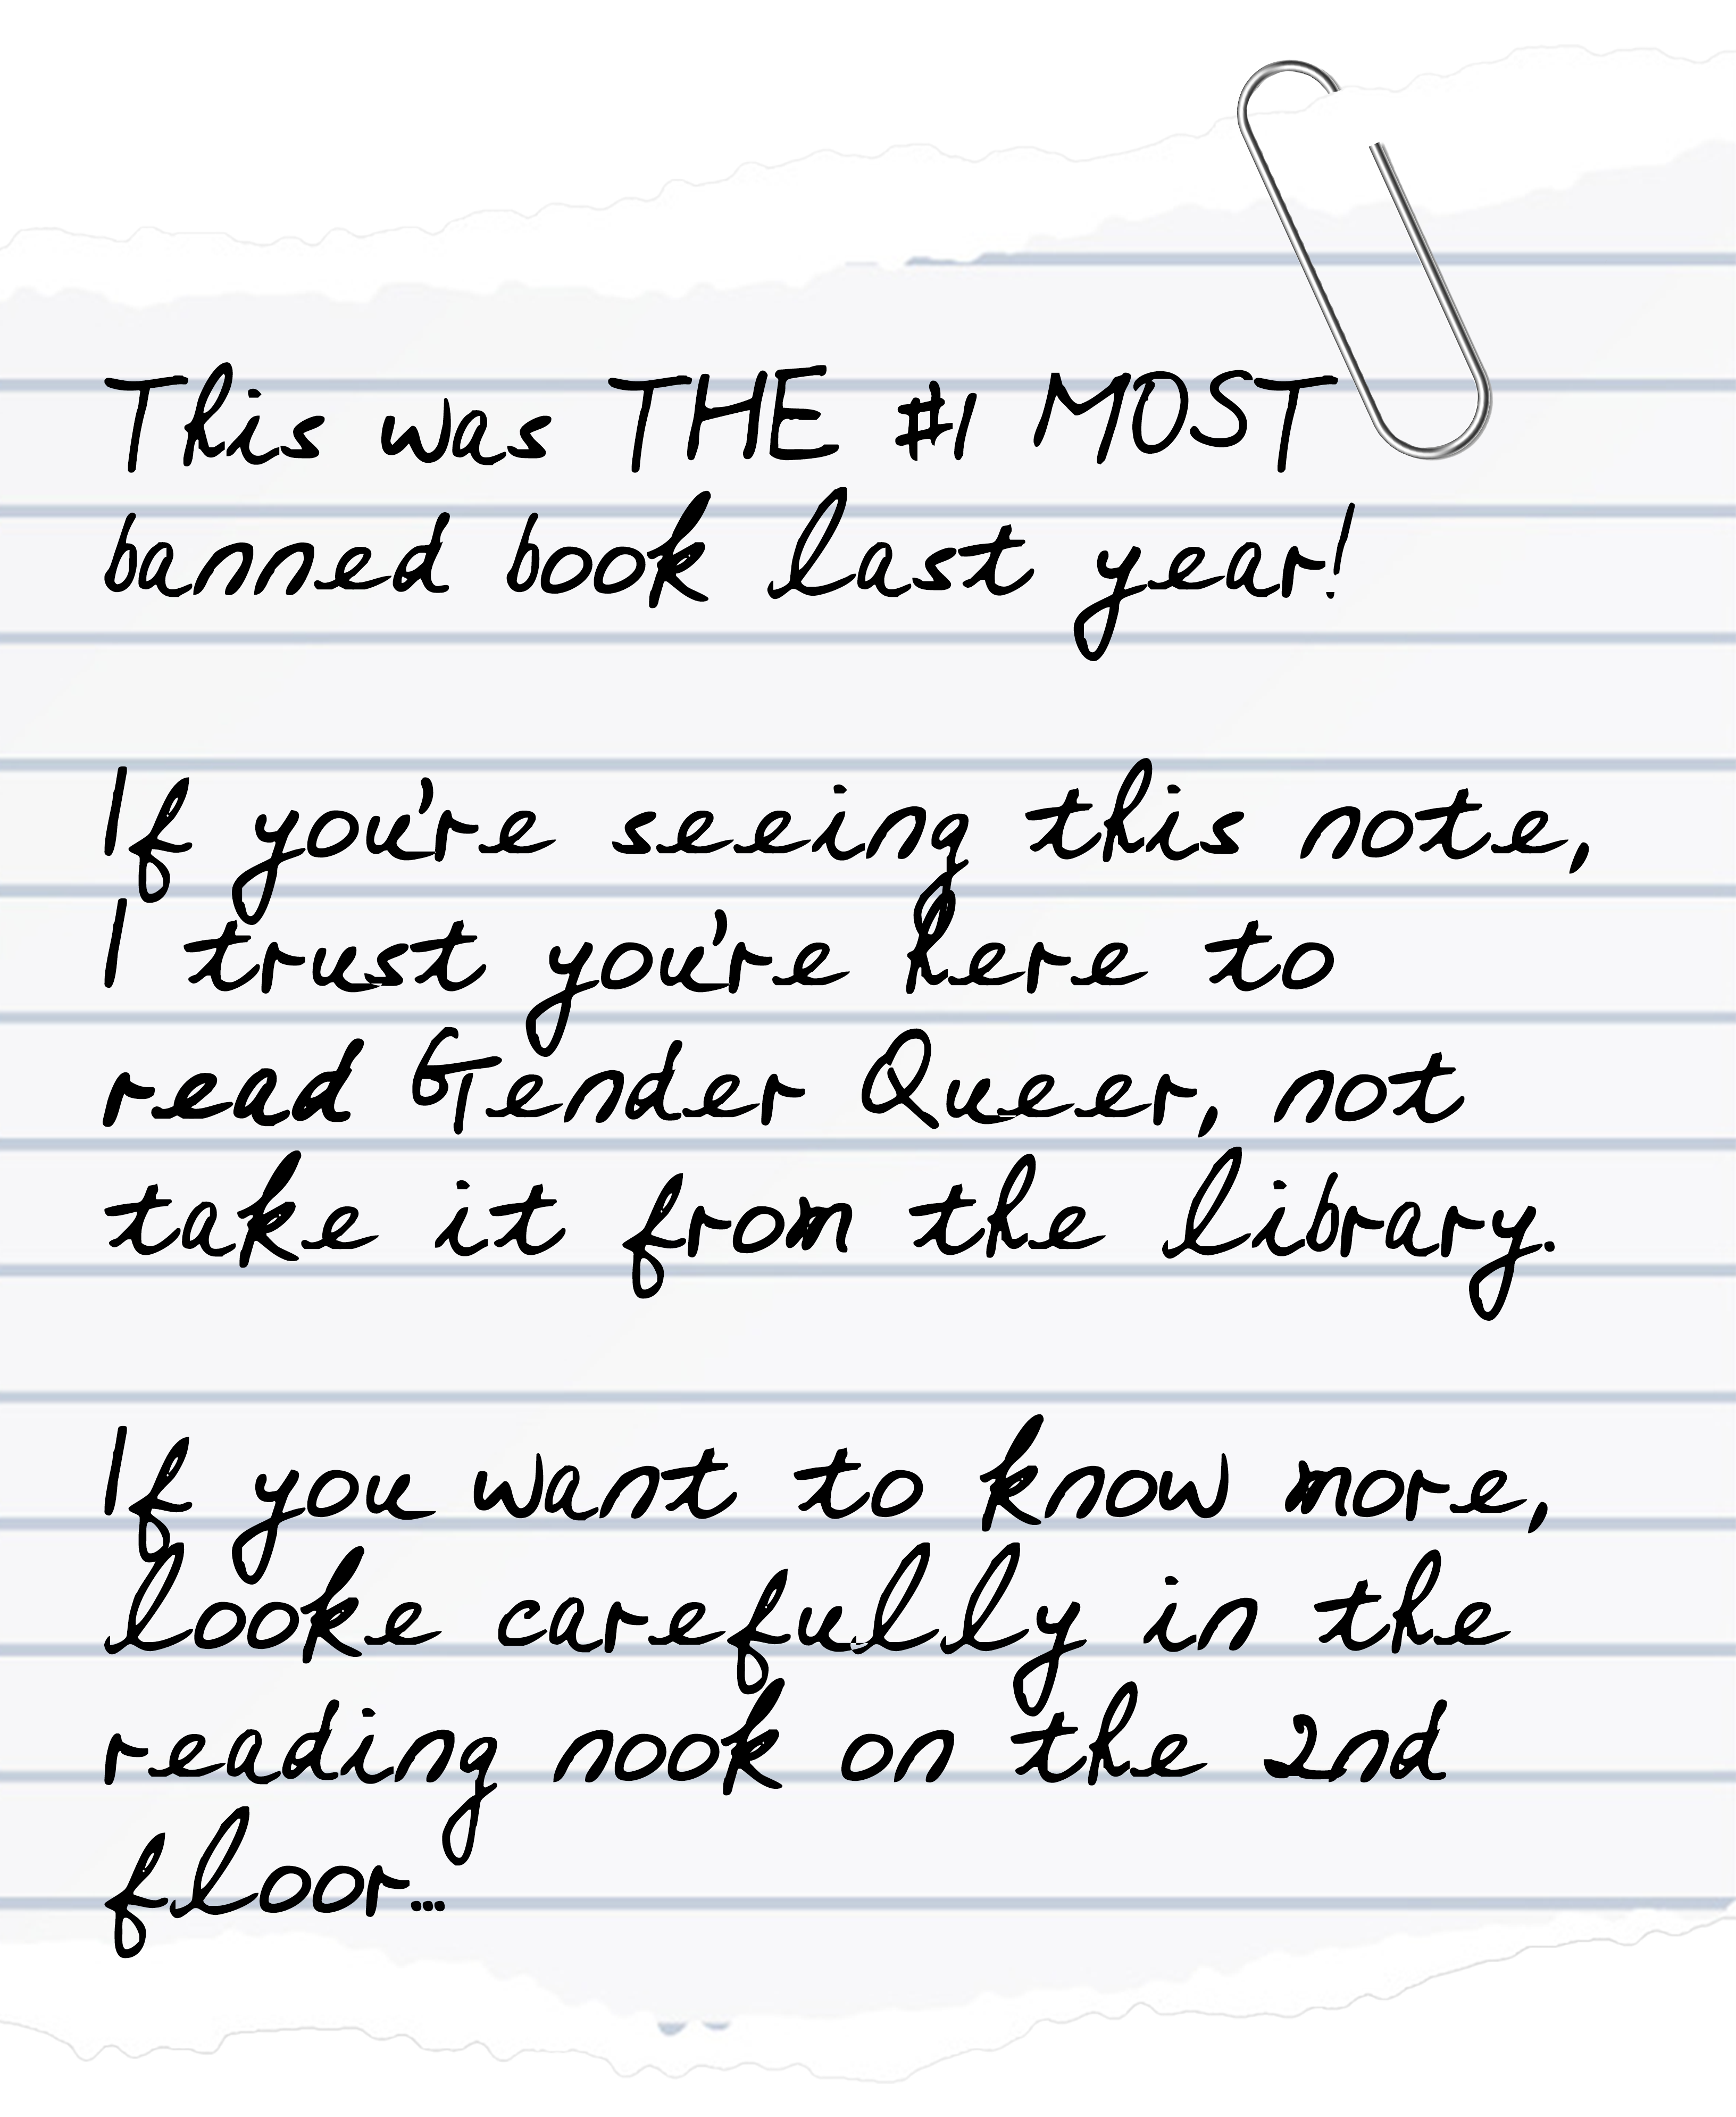 This was THE #1 MOST
banned book last year!
If you're seeing this note,
I trust you're here to
read Gender Queer, not
take it from the library.
If you want to know more,
looke carefully in the
reading nook on the 2nd
floor...